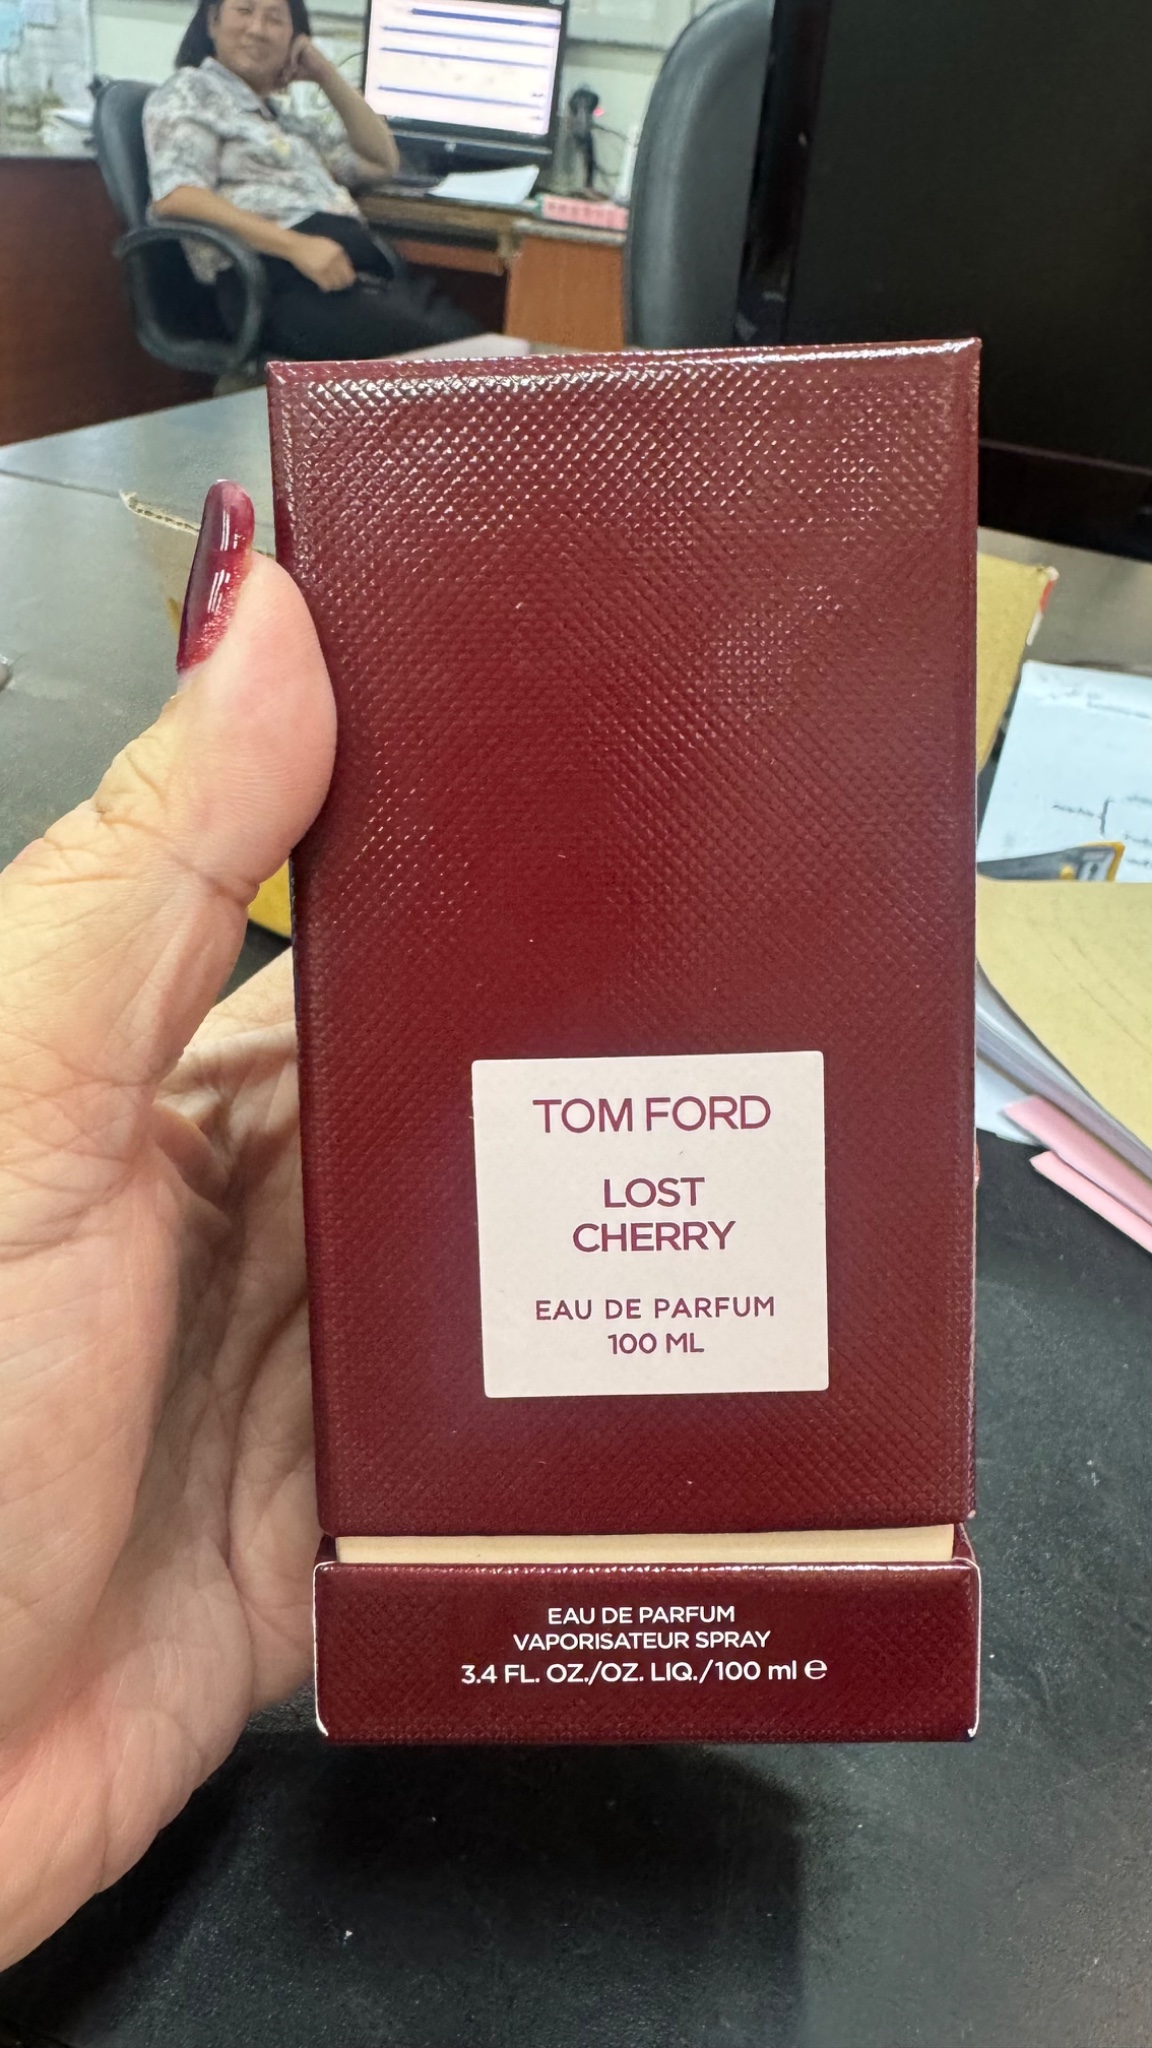 TOM FORD
LOST
CHERRY
EAU DE PARFUM
100 ML
EAU DE PARFUM
VAPORISATEUR SPRAY
3.4 FL. OZ./OZ. LIQ./100 ml ℮